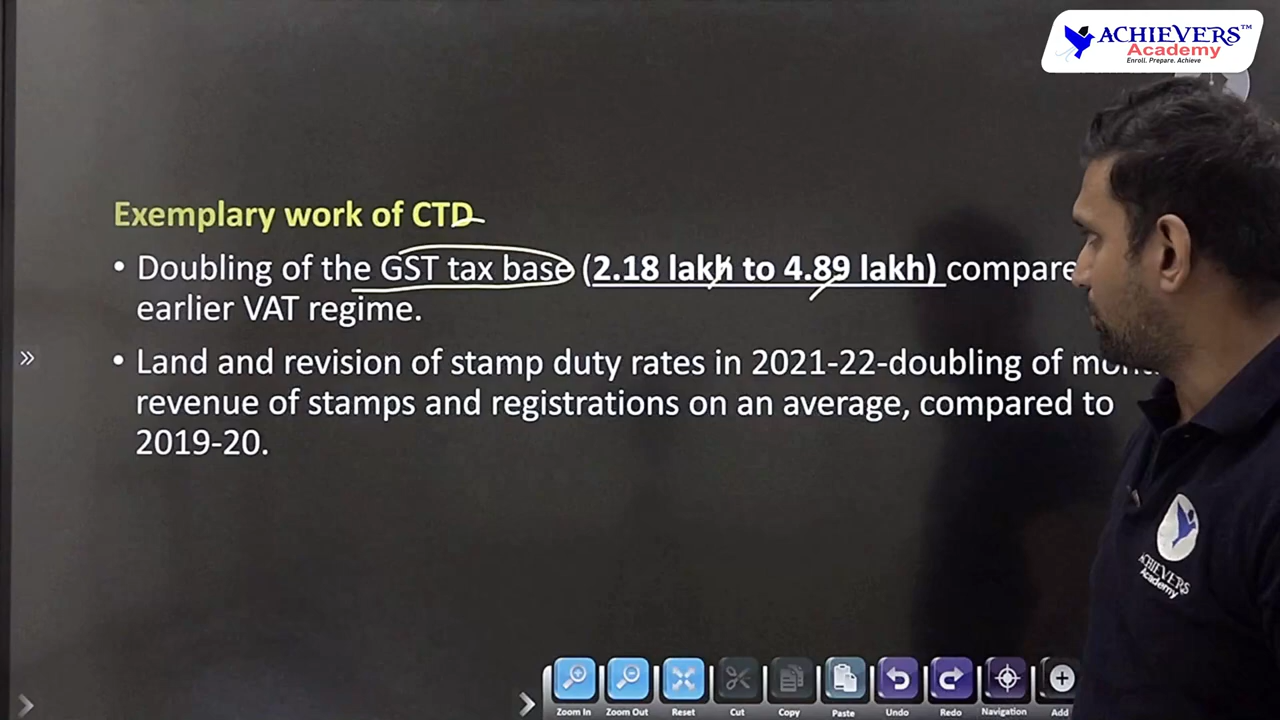 ACHIEVERS™
Academy
Enroll. Prepare. Achieve
Exemplary work of CTD
• Doubling of the GST tax base (2.18 lakh to 4.89 lakh) compare
earlier VAT regime.
• Land and revision of stamp duty rates in 2021-22-doubling of
revenue of stamps and registrations on an average, compared to
2019-20.
ACHIEVERS
Academy
Zoom In Zoom Out Reset Cut Copy Paste Undo Redo Navigation Add